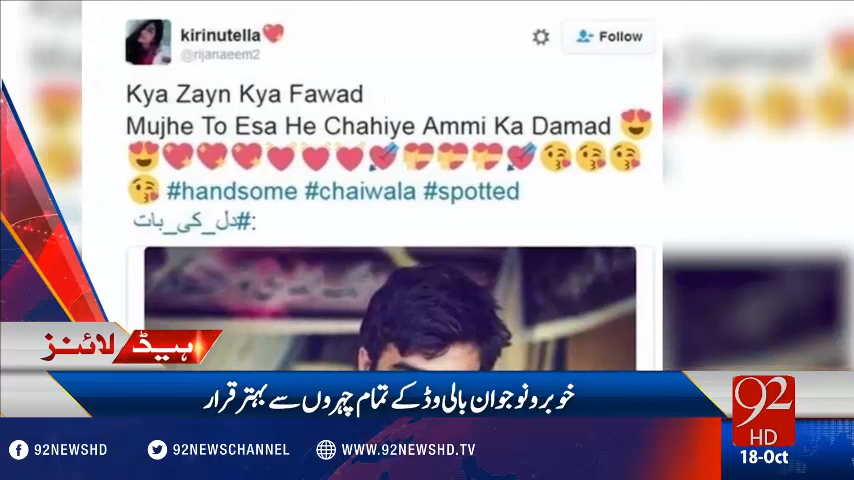 kirinutella💖
@rijanaeem2
Follow
Kya Zayn Kya Fawad
Mujhe To Esa He Chahiye Ammi Ka Damad 😍
😍💖💖💖💓💓💓💘💝💝💝💘😘😘😘
😘 #handsome #chaiwala #spotted
:#دل_کی_بات
Damad
ہیڈ لائنز
خوبرو نوجوان بالی وڈ کے تمام چہروں سے بہتر قرار
92
HD
92NEWSHD
92NEWSCHANNEL
WWW.92NEWSHD.TV
18-Oct